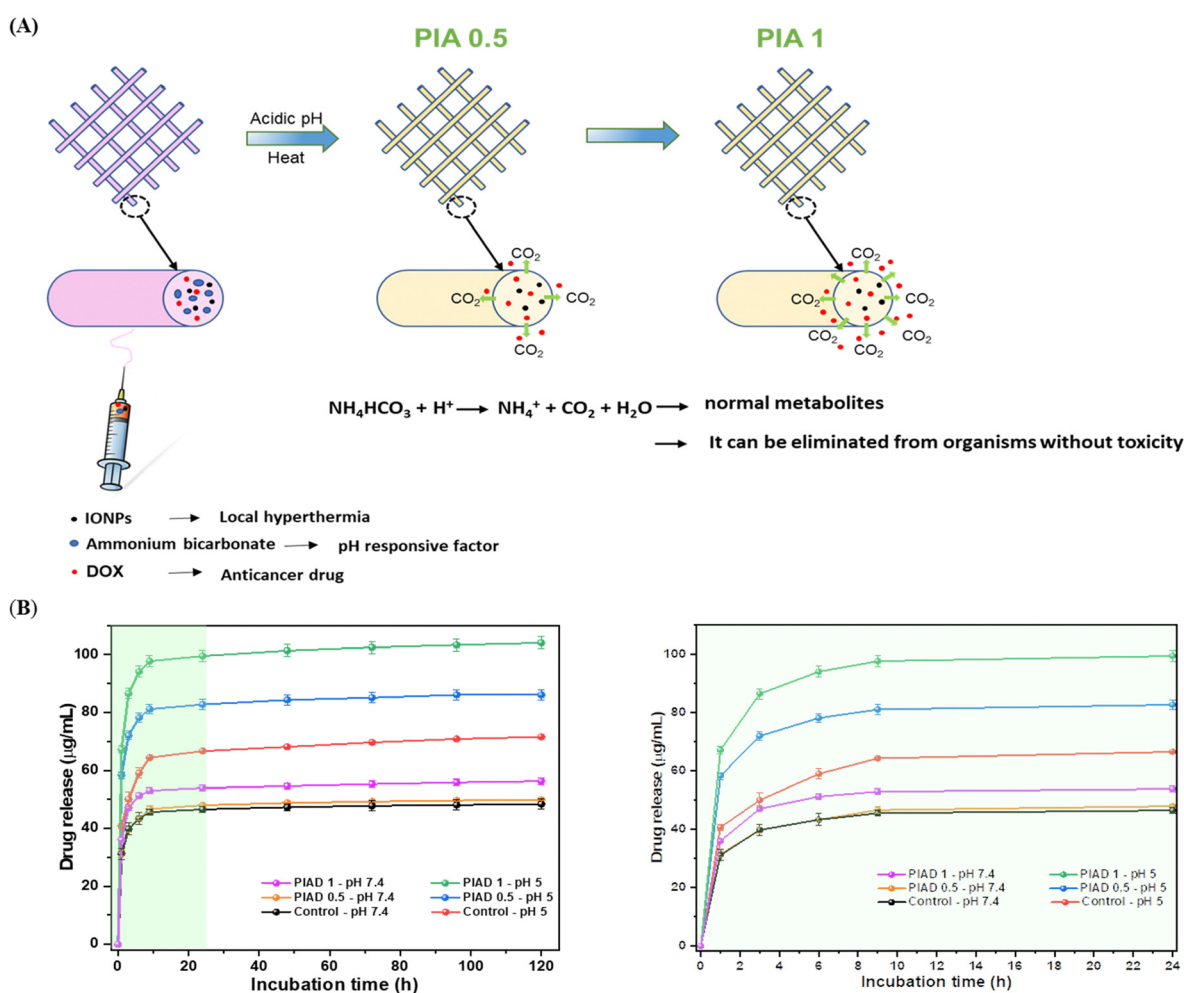 (A)
PIA 0.5
PIA 1
Acidic pH
Heat
CO₂
CO₂
CO₂
CO₂
CO₂
CO₂
CO₂
CO₂
CO₂
CO₂
NH₄HCO₃ + H⁺ → NH₄⁺ + CO₂ + H₂O → normal metabolites
→ It can be eliminated from organisms without toxicity
• IONPs → Local hyperthermia
Ammonium bicarbonate → pH responsive factor
• DOX → Anticancer drug
(B)
Drug release (μg/mL)
100
80
60
40
20
0
PIAD 1 - pH 7.4 PIAD 1 - pH 5
PIAD 0.5 - pH 7.4 PIAD 0.5 - pH 5
Control - pH 7.4 Control - pH 5
0 20 40 60 80 100 120
Incubation time (h)
Drug release (μg/mL)
100
80
60
40
20
0
PIAD 1 - pH 7.4 PIAD 1 - pH 5
PIAD 0.5 - pH 7.4 PIAD 0.5 - pH 5
Control - pH 7.4 Control - pH 5
0 2 4 6 8 10 12 14 16 18 20 22 24
Incubation time (h)